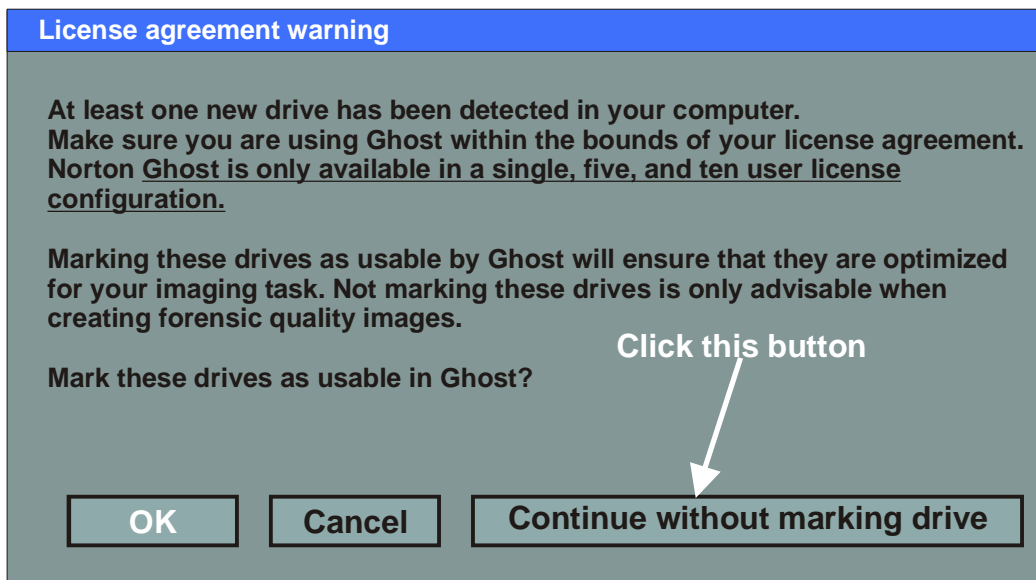 License agreement warning
At least one new drive has been detected in your computer.
Make sure you are using Ghost within the bounds of your license agreement.
Norton Ghost is only available in a single, five, and ten user license
configuration.
Marking these drives as usable by Ghost will ensure that they are optimized
for your imaging task. Not marking these drives is only advisable when
creating forensic quality images.
Click this button
Mark these drives as usable in Ghost?
OK Cancel Continue without marking drive